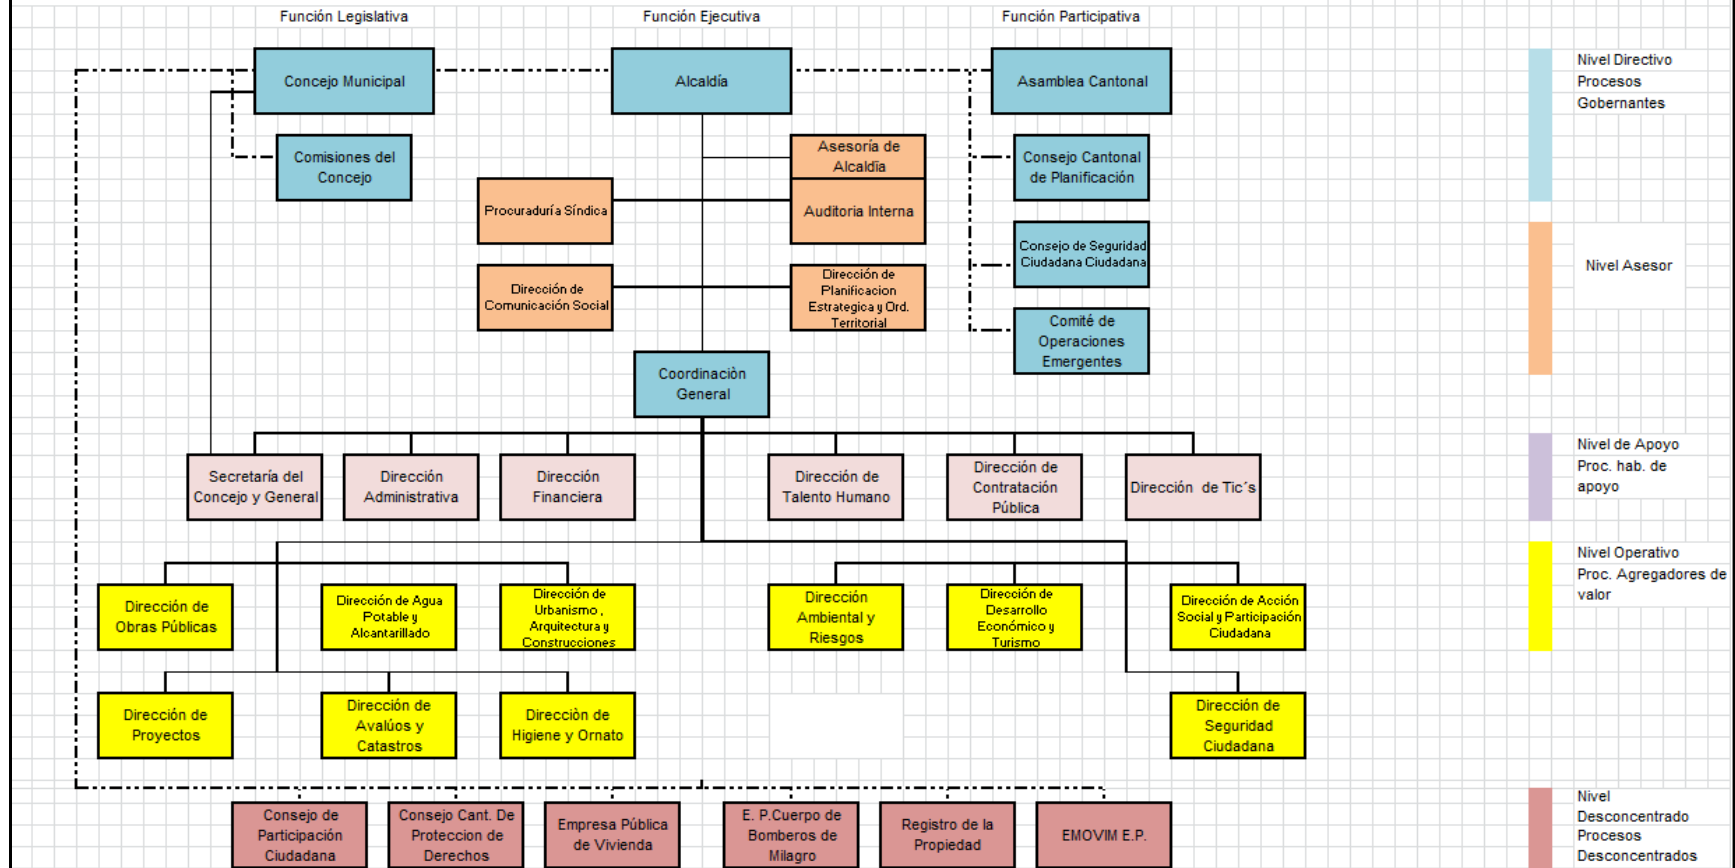 Función Legislativa
Función Ejecutiva
Función Participativa
Concejo Municipal
Alcaldía
Asamblea Cantonal
Nivel Directivo
Procesos
Gobernantes
Comisiones del
Concejo
Asesoría de
Alcaldïa
Consejo Cantonal
de Planificación
Procuraduría Síndica
Auditoria Interna
Consejo de Seguridad
Ciudadana Ciudadana
Nivel Asesor
Dirección de
Comunicación Social
Dirección de
Planificacion
Estrategica y Ord.
Territorial
Comité de
Operaciones
Emergentes
Coordinaciòn
General
Secretaría del
Concejo y General
Dirección
Administrativa
Dirección
Financiera
Dirección de
Talento Humano
Dirección de
Contratación
Pública
Dirección de Tic´s
Nivel de Apoyo
Proc. hab. de
apoyo
Dirección de
Obras Públicas
Dirección de Agua
Potable y
Alcantarillado
Dirección de
Urbanismo ,
Arquitectura y
Construcciones
Dirección
Ambiental y
Riesgos
Dirección de
Desarrollo
Económico y
Turismo
Dirección de Acción
Social y Participación
Ciudadana
Nivel Operativo
Proc. Agregadores de
valor
Dirección de
Proyectos
Dirección de
Avalúos y
Catastros
Direcciòn de
Higiene y Ornato
Dirección de
Seguridad
Ciudadana
Consejo de
Participación
Ciudadana
Consejo Cant. De
Proteccion de
Derechos
Empresa Pública
de Vivienda
E. P.Cuerpo de
Bomberos de
Milagro
Registro de la
Propiedad
EMOVIM E.P.
Nivel
Desconcentrado
Procesos
Desconcentrados